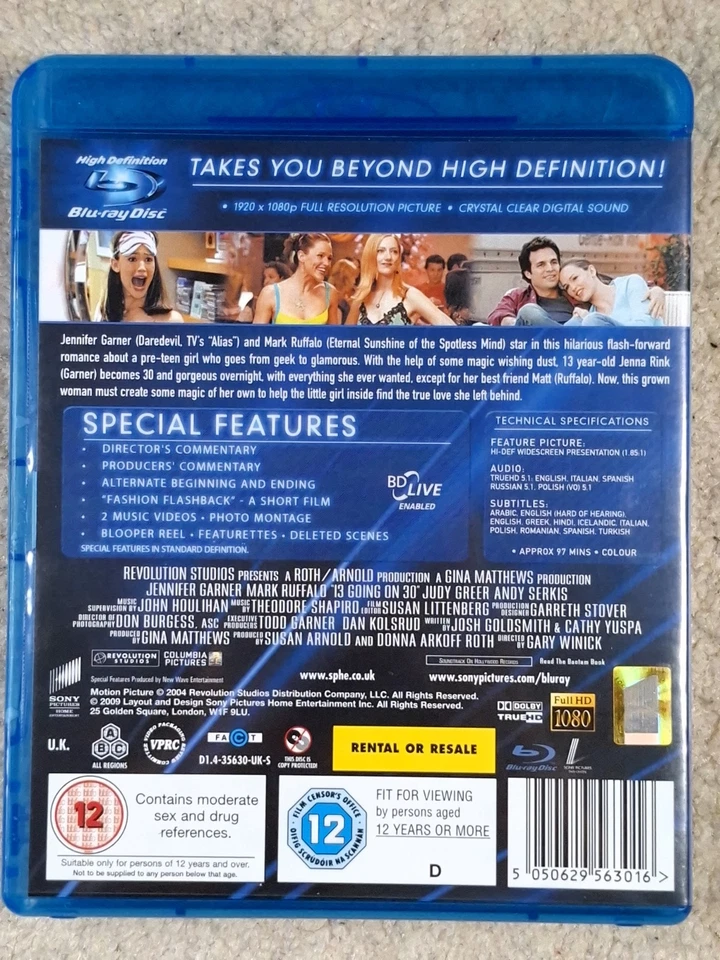 High Definition
Blu-ray Disc
TAKES YOU BEYOND HIGH DEFINITION!
• 1920 x 1080p FULL RESOLUTION PICTURE • CRYSTAL CLEAR DIGITAL SOUND
Jennifer Garner (Daredevil, TV's "Alias") and Mark Ruffalo (Eternal Sunshine of the Spotless Mind) star in this hilarious flash-forward
romance about a pre-teen girl who goes from geek to glamorous. With the help of some magic wishing dust, 13 year-old Jenna Rink
(Garner) becomes 30 and gorgeous overnight, with everything she ever wanted, except for her best friend Matt (Ruffalo). Now, this grown
woman must create some magic of her own to help the little girl inside find the true love she left behind.
SPECIAL FEATURES
• DIRECTOR'S COMMENTARY
• PRODUCERS' COMMENTARY
• ALTERNATE BEGINNING AND ENDING
• "FASHION FLASHBACK" - A SHORT FILM
• 2 MUSIC VIDEOS • PHOTO MONTAGE
• BLOOPER REEL • FEATURETTES • DELETED SCENES
SPECIAL FEATURES IN STANDARD DEFINITION.
BD LIVE
ENABLED
TECHNICAL SPECIFICATIONS
FEATURE PICTURE:
HI-DEF WIDESCREEN PRESENTATION (1.85:1)
AUDIO:
TRUEHD 5.1: ENGLISH, ITALIAN, SPANISH
RUSSIAN 5.1, POLISH (VO) 5.1
SUBTITLES:
ARABIC, ENGLISH (HARD OF HEARING),
ENGLISH, GREEK, HINDI, ICELANDIC, ITALIAN,
POLISH, ROMANIAN, SPANISH, TURKISH
• APPROX 97 MINS • COLOUR
REVOLUTION STUDIOS PRESENTS A ROTH/ARNOLD PRODUCTION A GINA MATTHEWS PRODUCTION
JENNIFER GARNER MARK RUFFALO "13 GOING ON 30" JUDY GREER ANDY SERKIS
MUSIC SUPERVISION BY JOHN HOULIHAN MUSIC BY THEODORE SHAPIRO FILM EDITOR SUSAN LITTENBERG PRODUCTION DESIGNER GARRETH STOVER
DIRECTOR OF PHOTOGRAPHY DON BURGESS, ASC EXECUTIVE PRODUCERS TODD GARNER DAN KOLSRUD WRITTEN BY JOSH GOLDSMITH & CATHY YUSPA
PRODUCED BY GINA MATTHEWS PRODUCED BY SUSAN ARNOLD AND DONNA ARKOFF ROTH DIRECTED BY GARY WINICK
REVOLUTION STUDIOS
COLUMBIA PICTURES
SOUNDTRACK ON HOLLYWOOD RECORDS
Read The Bantam Book
SONY
PICTURES
HOME ENTERTAINMENT
Special Features Produced by New Wave Entertainment
www.sphe.co.uk
www.sonypictures.com/bluray
Motion Picture © 2004 Revolution Studios Distribution Company, LLC. All Rights Reserved.
© 2009 Layout and Design Sony Pictures Home Entertainment Inc. All Rights Reserved.
25 Golden Square, London, W1F 9LU.
DOLBY
TRUEHD
Full HD
1080
U.K.
A B C
ALL REGIONS
VPRC
FACT
D1.4-35630-UK-S
THIS DISC IS
COPY PROTECTED
RENTAL OR RESALE
Blu-ray Disc
12
Contains moderate
sex and drug
references.
Suitable only for persons of 12 years and over.
Not to be supplied to any person below that age.
FILM CENSOR'S OFFICE
12
OIFIG SCRÚDÓIR NA SCANNÁN
FIT FOR VIEWING
by persons aged
12 YEARS OR MORE
D
5 050629 563016 >